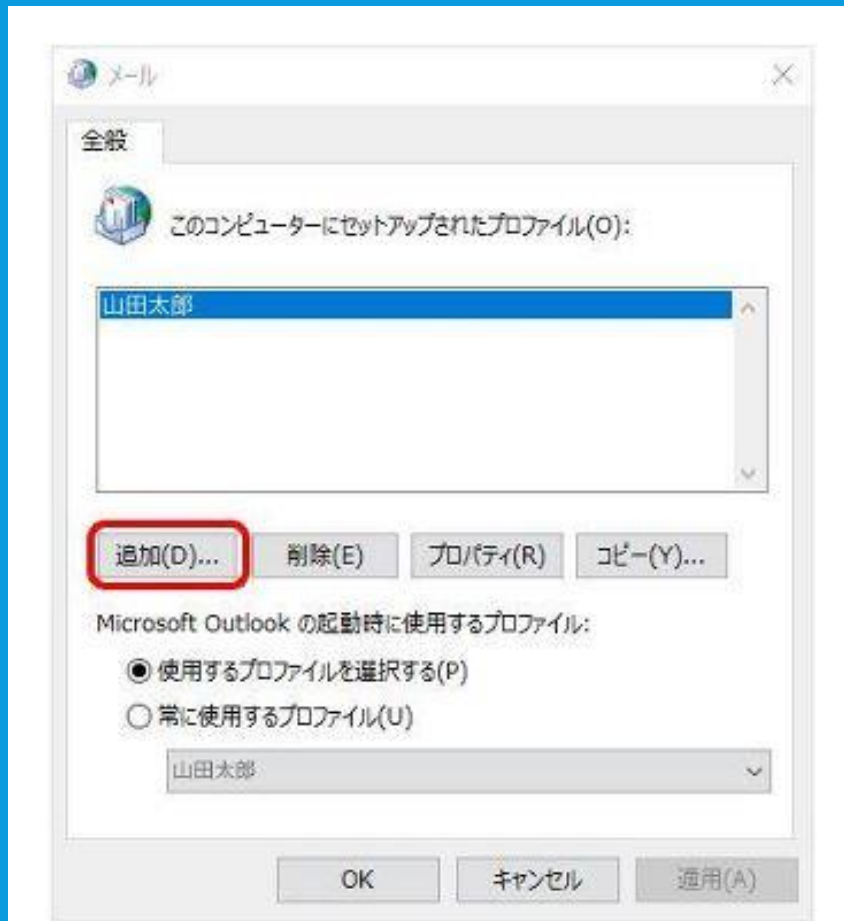 メール
全般
このコンピューターにセットアップされたプロファイル(O):
山田太郎
追加(D)... 削除(E) プロパティ(R) コピー(Y)...
Microsoft Outlook の起動時に使用するプロファイル:
使用するプロファイルを選択する(P)
常に使用するプロファイル(U)
山田太郎
OK キャンセル 適用(A)